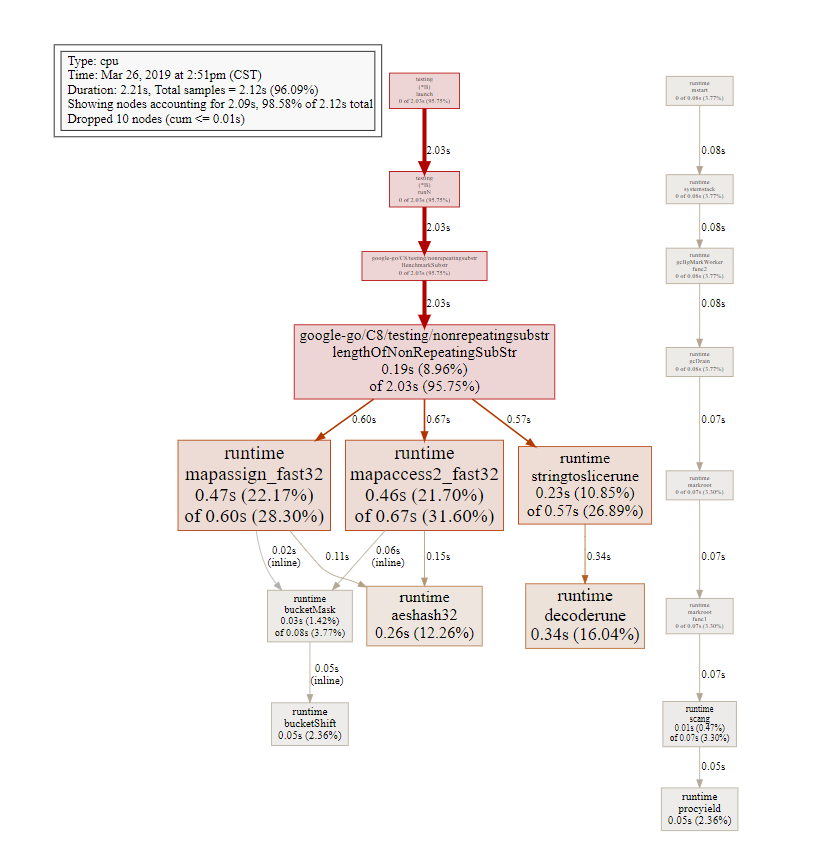 Type: cpu
Time: Mar 26, 2019 at 2:51pm (CST)
Duration: 2.21s, Total samples = 2.12s (96.09%)
Showing nodes accounting for 2.09s, 98.58% of 2.12s total
Dropped 10 nodes (cum <= 0.01s)
testing
(*B)
launch
0 of 2.03s (95.75%)
2.03s
testing
(*B)
runN
0 of 2.03s (95.75%)
2.03s
google-go/C8/testing/nonrepeatingsubstr
BenchmarkSubstr
0 of 2.03s (95.75%)
2.03s
google-go/C8/testing/nonrepeatingsubstr
lengthOfNonRepeatingSubStr
0.19s (8.96%)
of 2.03s (95.75%)
0.60s
0.67s
0.57s
runtime
mapassign_fast32
0.47s (22.17%)
of 0.60s (28.30%)
runtime
mapaccess2_fast32
0.46s (21.70%)
of 0.67s (31.60%)
runtime
stringtoslicerune
0.23s (10.85%)
of 0.57s (26.89%)
0.02s
(inline)
0.11s
0.06s
(inline)
0.15s
0.34s
runtime
bucketMask
0.03s (1.42%)
of 0.08s (3.77%)
runtime
aeshash32
0.26s (12.26%)
runtime
decoderune
0.34s (16.04%)
0.05s
(inline)
runtime
bucketShift
0.05s (2.36%)
runtime
mstart
0 of 0.08s (3.77%)
0.08s
runtime
systemstack
0 of 0.08s (3.77%)
0.08s
runtime
gcBgMarkWorker
func2
0 of 0.08s (3.77%)
0.08s
runtime
gcDrain
0 of 0.08s (3.77%)
0.07s
runtime
markroot
0 of 0.07s (3.30%)
0.07s
runtime
markroot
func1
0 of 0.07s (3.30%)
0.07s
runtime
scang
0.01s (0.47%)
of 0.07s (3.30%)
0.05s
runtime
procyield
0.05s (2.36%)